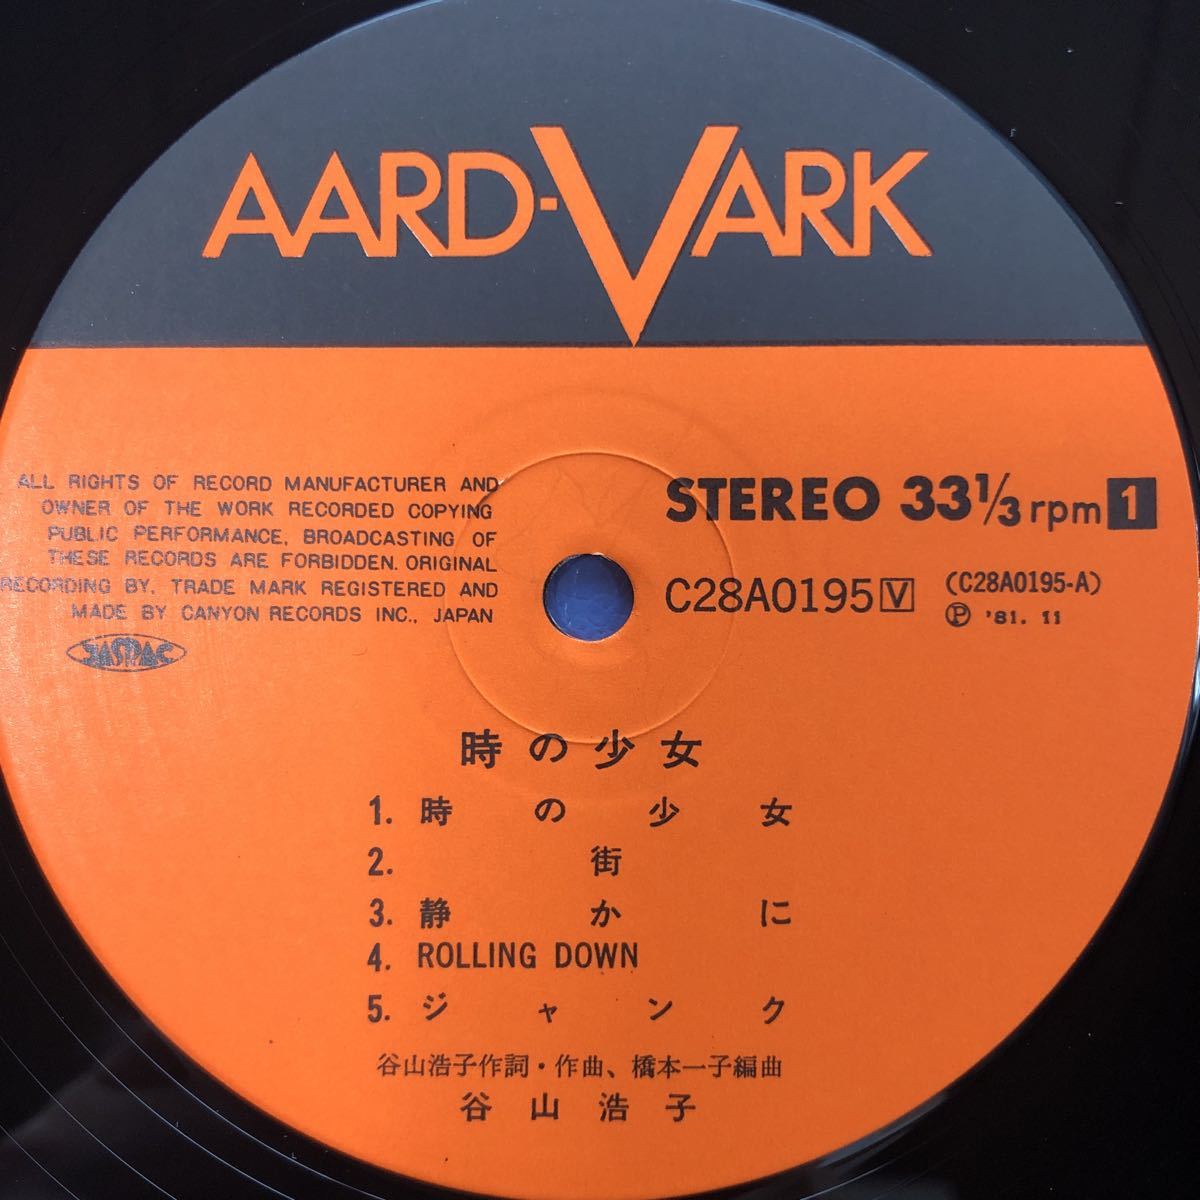 AARD-VARK
ALL RIGHTS OF RECORD MANUFACTURER AND
OWNER OF THE WORK RECORDED COPYING
PUBLIC PERFORMANCE, BROADCASTING OF
THESE RECORDS ARE FORBIDDEN. ORIGINAL
RECORDING BY, TRADE MARK REGISTERED AND
MADE BY CANYON RECORDS INC., JAPAN
JASRAC
STEREO 33⅓ rpm 1
C28A0195 V (C28A0195-A)
Ⓟ '81. 11
時の少女
1. 時の少女
2. 街
3. 静かに
4. ROLLING DOWN
5. ジャンク
谷山浩子作詞・作曲、橋本一子編曲
谷山浩子